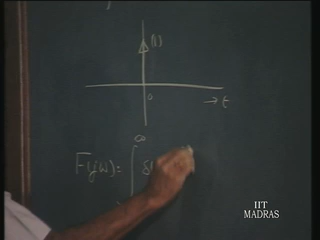 (1)
0
→ t
∞
F(jω) = ∫ δ(
IIT
MADRAS